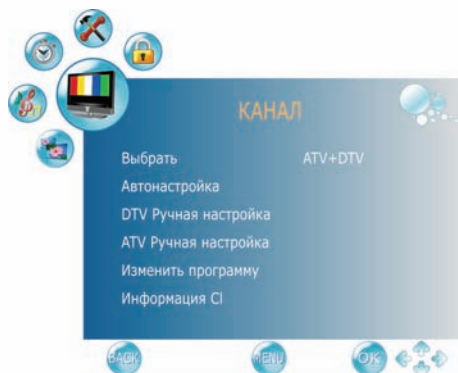 КАНАЛ
Выбрать ATV+DTV
Автонастройка
DTV Ручная настройка
ATV Ручная настройка
Изменить программу
Информация CI
BACK MENU OK